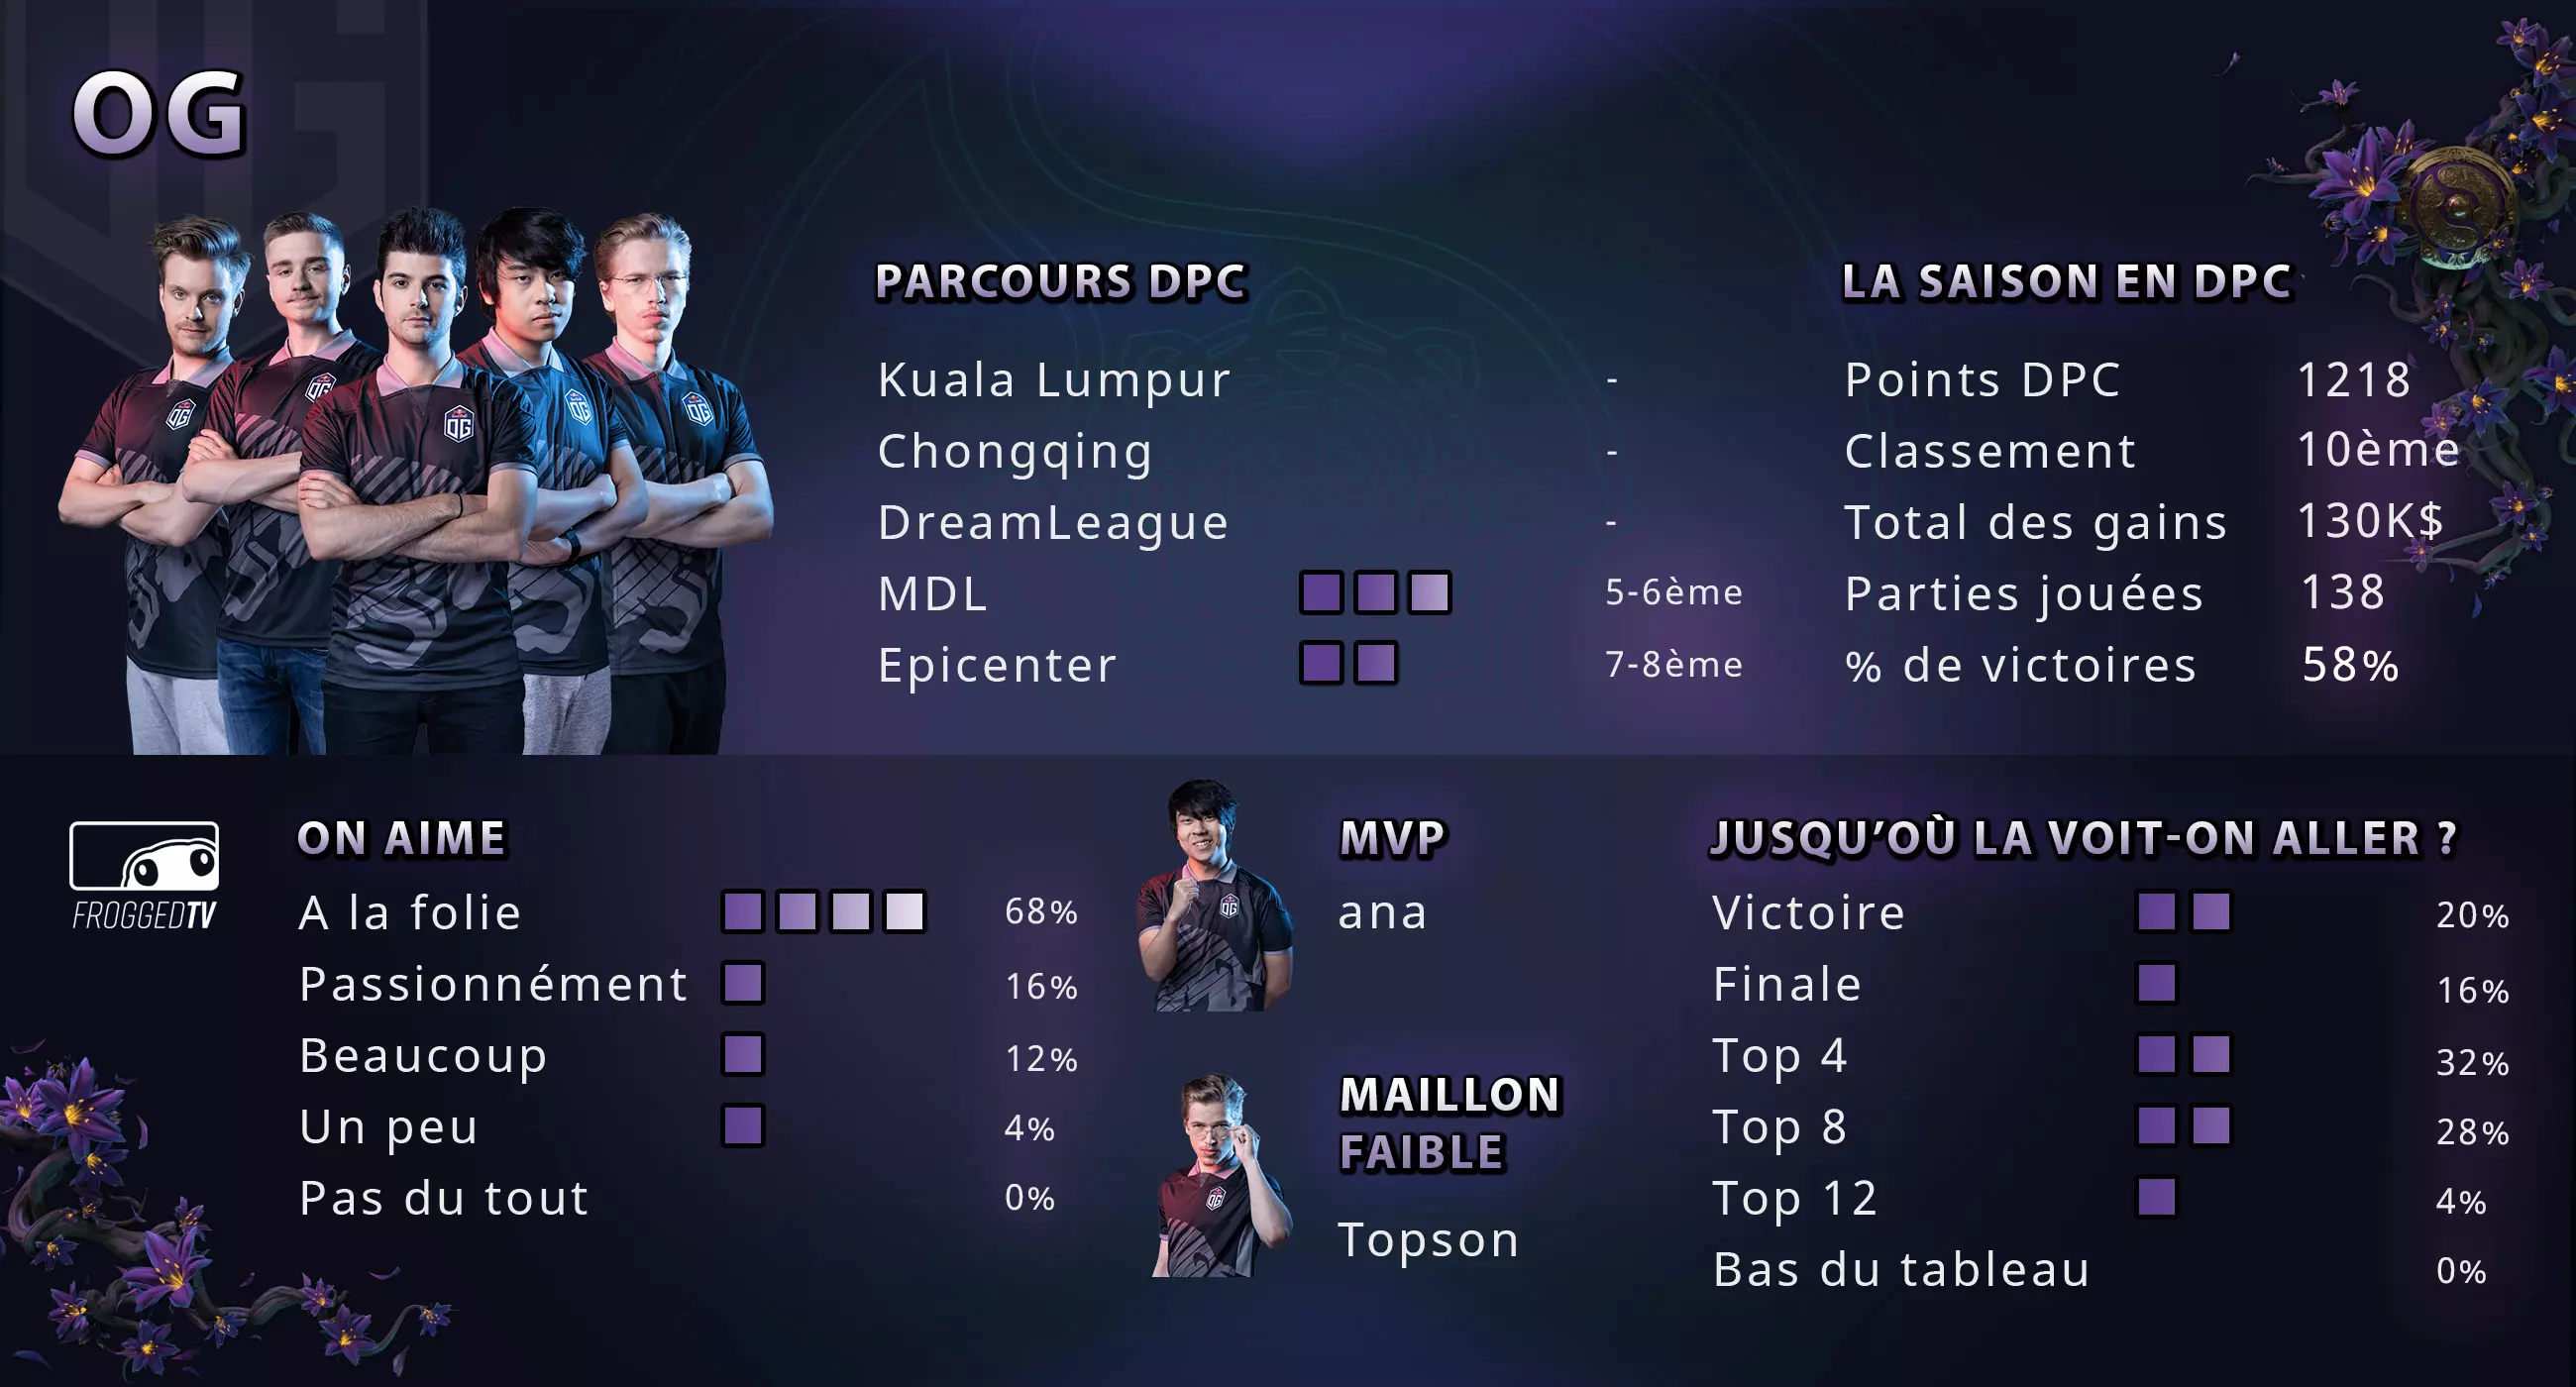 OG
PARCOURS DPC
Kuala Lumpur -
Chongqing -
DreamLeague -
MDL 5-6ème
Epicenter 7-8ème
LA SAISON EN DPC
Points DPC 1218
Classement 10ème
Total des gains 130K$
Parties jouées 138
% de victoires 58%
FROGGEDTV
ON AIME
A la folie 68%
Passionnément 16%
Beaucoup 12%
Un peu 4%
Pas du tout 0%
MVP
ana
MAILLON
FAIBLE
Topson
JUSQU'OÙ LA VOIT-ON ALLER ?
Victoire 20%
Finale 16%
Top 4 32%
Top 8 28%
Top 12 4%
Bas du tableau 0%